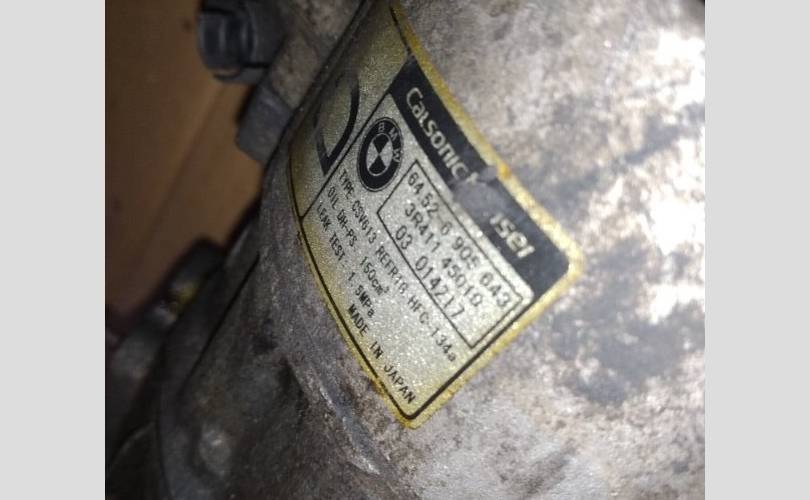 Calsonic
BMW
64.52 6 905 643
3R411 45010
03 014217
TYPE CSV613 REFRIG HFC-134a
OIL DH-PS 150cm³
LEAK TEST: 1.5MPa
MADE IN JAPAN